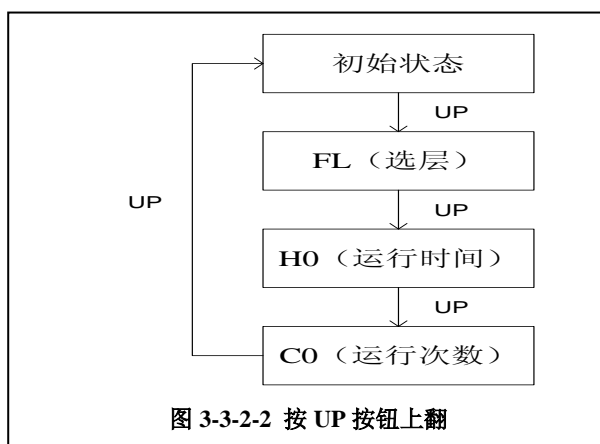 初始状态
UP
FL（选层）
UP
UP
H0（运行时间）
UP
C0（运行次数）
图 3-3-2-2 按 UP 按钮上翻